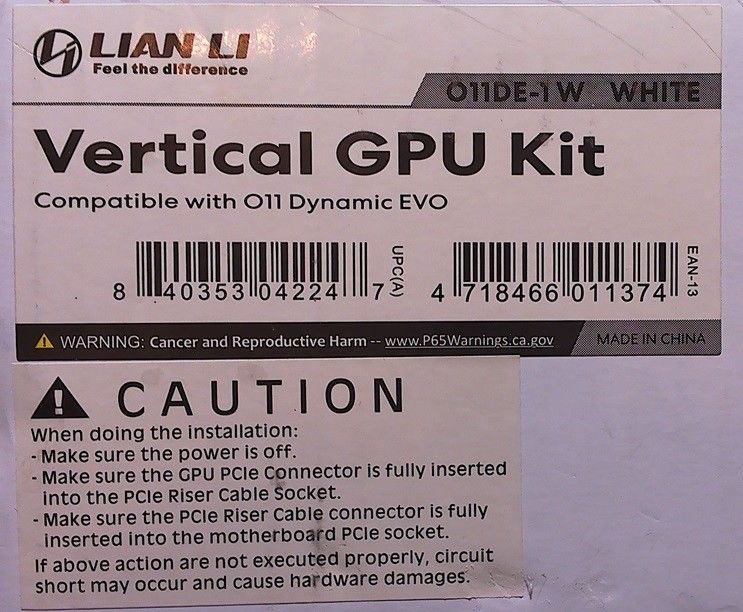 LIAN LI
Feel the difference
O11DE-1 W WHITE
Vertical GPU Kit
Compatible with O11 Dynamic EVO
8 40353 04224 7
UPC(A)
4 718466 011374
EAN-13
WARNING: Cancer and Reproductive Harm -- www.P65Warnings.ca.gov
MADE IN CHINA
CAUTION
When doing the installation:
- Make sure the power is off.
- Make sure the GPU PCIe Connector is fully inserted
into the PCIe Riser Cable Socket.
- Make sure the PCIe Riser Cable connector is fully
inserted into the motherboard PCIe socket.
If above action are not executed properly, circuit
short may occur and cause hardware damages.